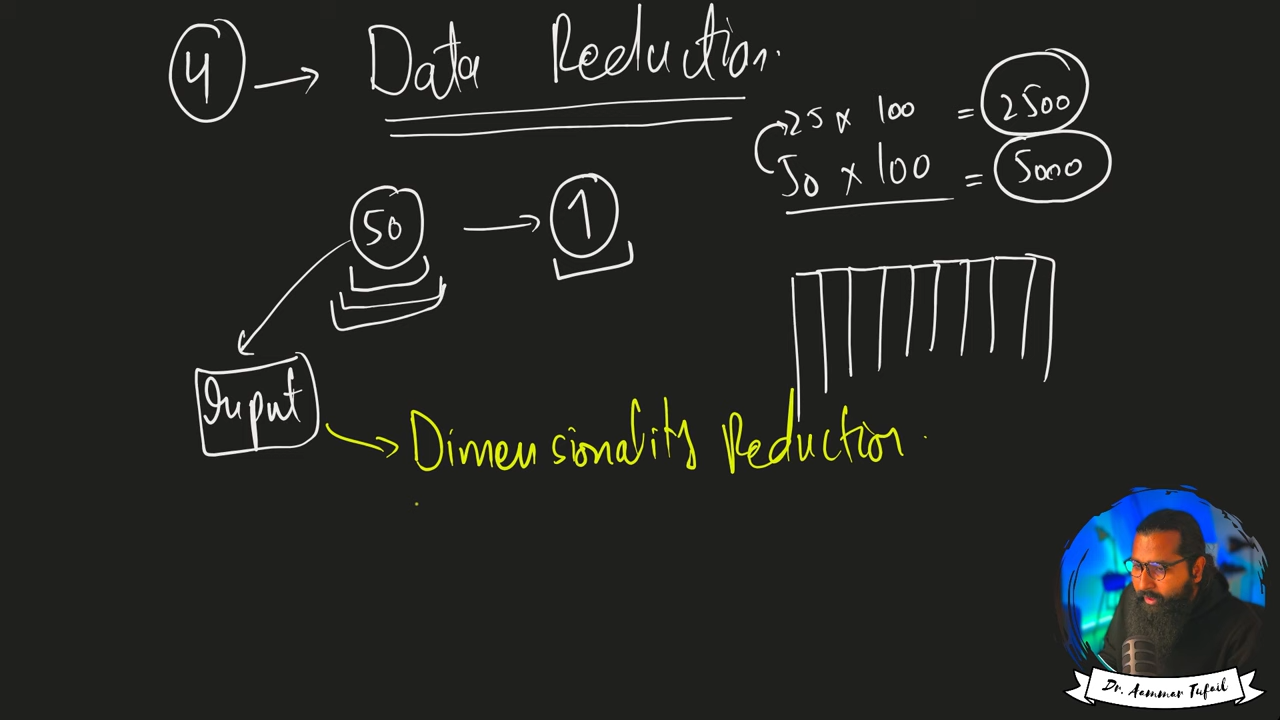 4 → Data Reduction.
25 x 100 = 2500
50 x 100 = 5000
50 → 1
Input
Dimensionality Reduction.
Dr. Aammar Tufail